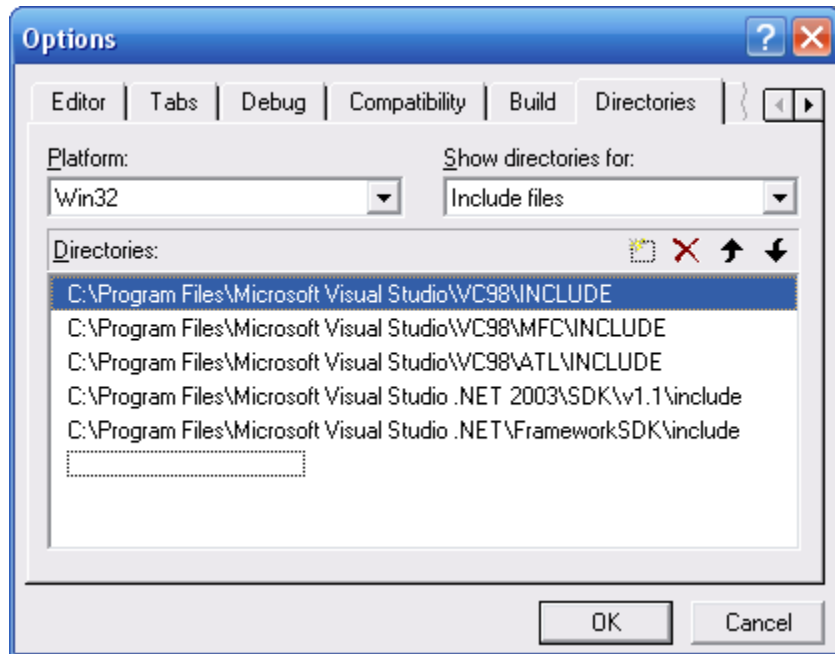 Options
Editor Tabs Debug Compatibility Build Directories
Platform: Show directories for:
Win32 Include files
Directories:
C:\Program Files\Microsoft Visual Studio\VC98\INCLUDE
C:\Program Files\Microsoft Visual Studio\VC98\MFC\INCLUDE
C:\Program Files\Microsoft Visual Studio\VC98\ATL\INCLUDE
C:\Program Files\Microsoft Visual Studio .NET 2003\SDK\v1.1\include
C:\Program Files\Microsoft Visual Studio .NET\FrameworkSDK\include
OK Cancel